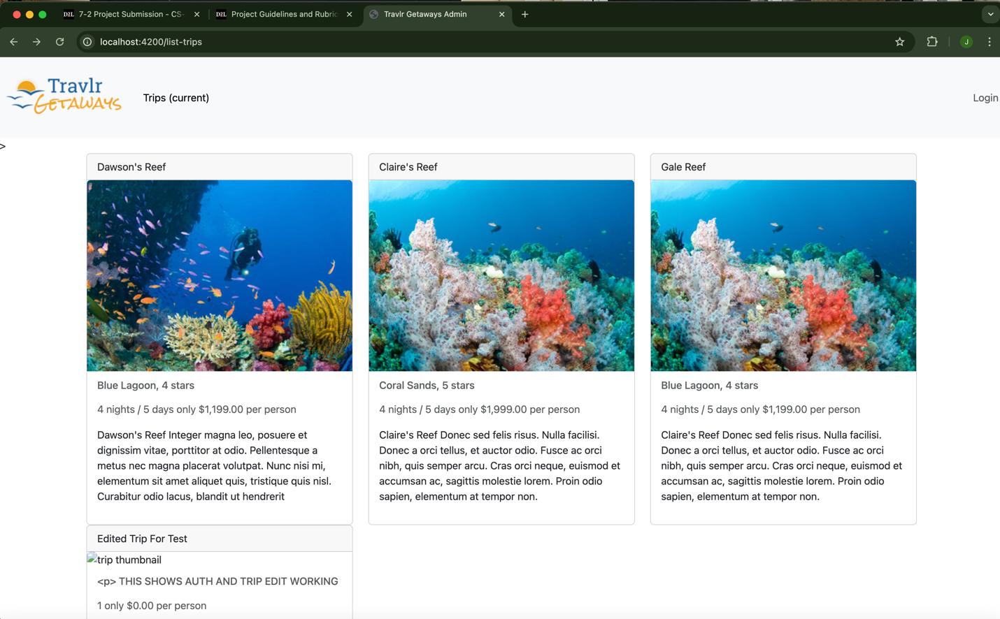 D2L 7-2 Project Submission - CS-
D2L Project Guidelines and Rubric
Travlr Getaways Admin
localhost:4200/list-trips
J
Travlr
GETAWAYS
Trips (current)
Login
>
Dawson's Reef
Blue Lagoon, 4 stars
4 nights / 5 days only $1,199.00 per person
Dawson's Reef Integer magna leo, posuere et
dignissim vitae, porttitor at odio. Pellentesque a
metus nec magna placerat volutpat. Nunc nisi mi,
elementum sit amet aliquet quis, tristique quis nisl.
Curabitur odio lacus, blandit ut hendrerit
Claire's Reef
Coral Sands, 5 stars
4 nights / 5 days only $1,999.00 per person
Claire's Reef Donec sed felis risus. Nulla facilisi.
Donec a orci tellus, et auctor odio. Fusce ac orci
nibh, quis semper arcu. Cras orci neque, euismod et
accumsan ac, sagittis molestie lorem. Proin odio
sapien, elementum at tempor non.
Gale Reef
Blue Lagoon, 4 stars
4 nights / 5 days only $1,199.00 per person
Claire's Reef Donec sed felis risus. Nulla facilisi.
Donec a orci tellus, et auctor odio. Fusce ac orci
nibh, quis semper arcu. Cras orci neque, euismod et
accumsan ac, sagittis molestie lorem. Proin odio
sapien, elementum at tempor non.
Edited Trip For Test
trip thumbnail
<p> THIS SHOWS AUTH AND TRIP EDIT WORKING
1 only $0.00 per person